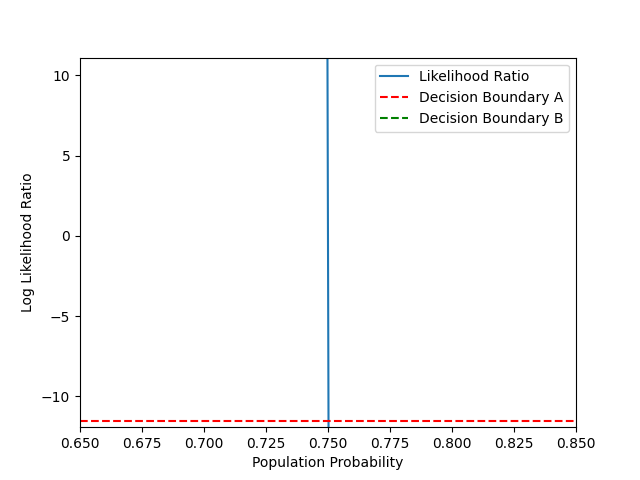 Likelihood Ratio
Decision Boundary A
Decision Boundary B
10
5
0
−5
−10
Log Likelihood Ratio
0.650 0.675 0.700 0.725 0.750 0.775 0.800 0.825 0.850
Population Probability